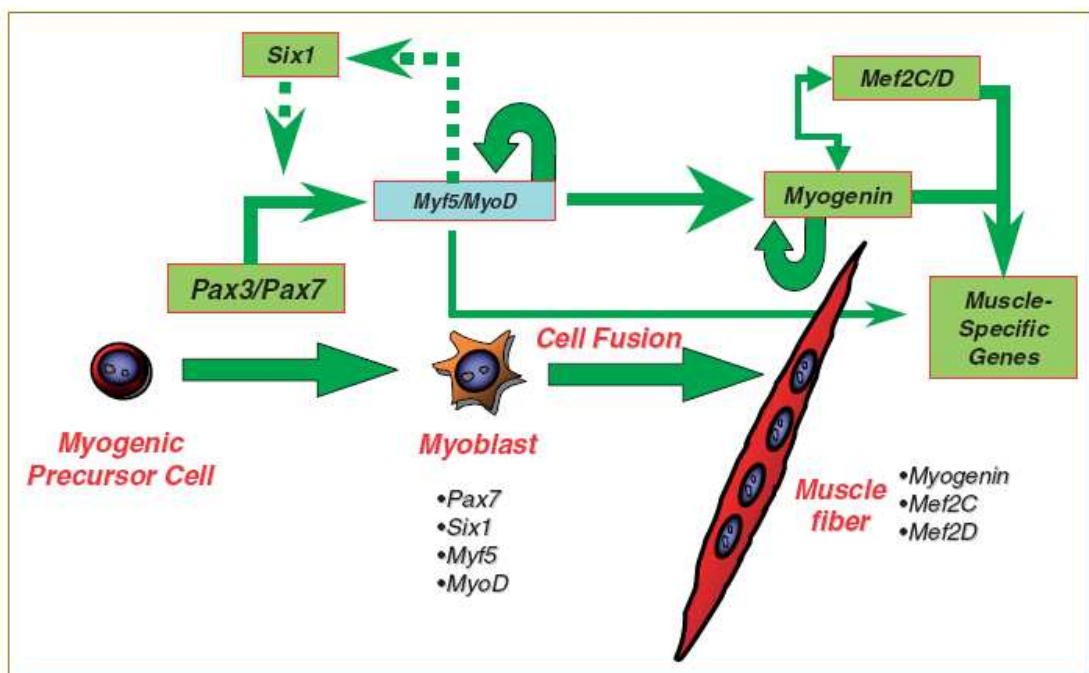 Six1
Mef2C/D
Myf5/MyoD
Myogenin
Pax3/Pax7
Muscle-
Specific
Genes
Cell Fusion
Myogenic
Precursor Cell
Myoblast
•Pax7
•Six1
•Myf5
•MyoD
Muscle
fiber
•Myogenin
•Mef2C
•Mef2D